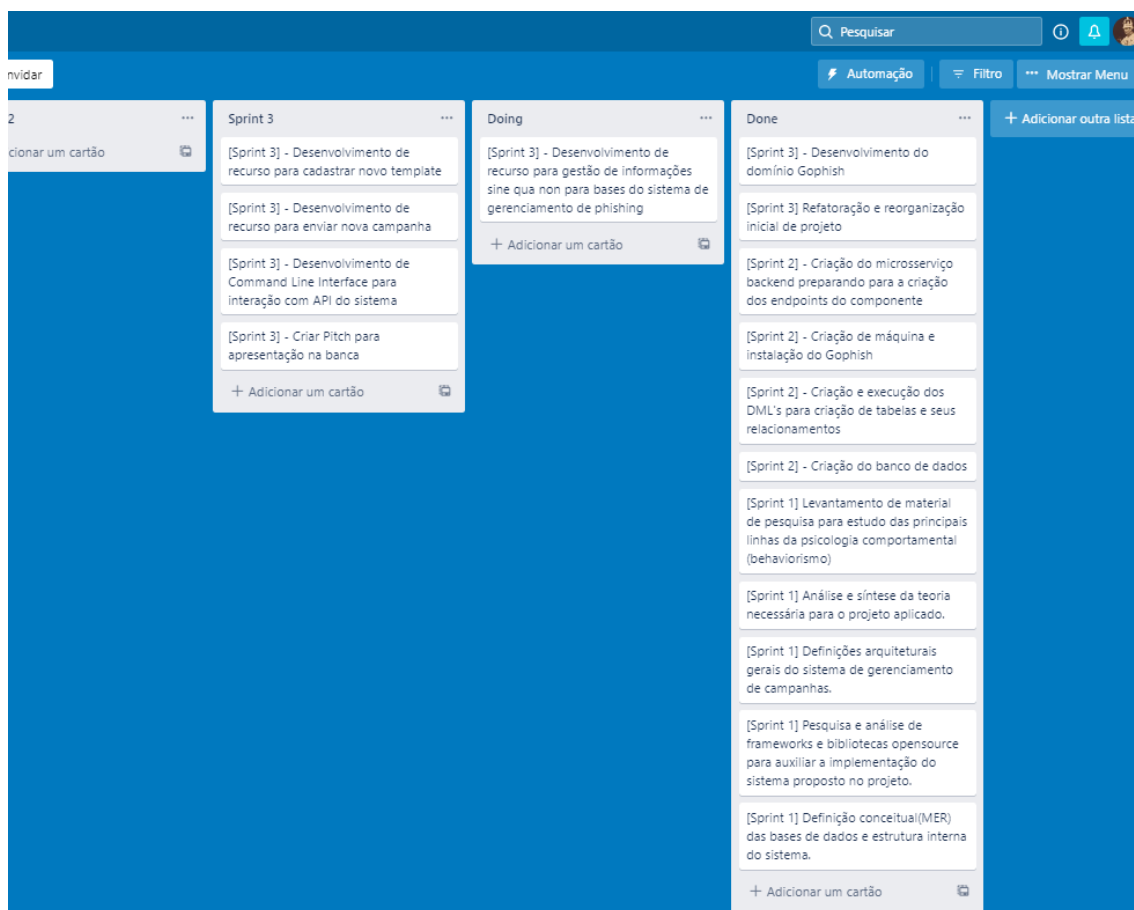 Pesquisar
nvidar
Automação
Filtro
Mostrar Menu
2
cionar um cartão
Sprint 3
[Sprint 3] - Desenvolvimento de
recurso para cadastrar novo template
[Sprint 3] - Desenvolvimento de
recurso para enviar nova campanha
[Sprint 3] - Desenvolvimento de
Command Line Interface para
interação com API do sistema
[Sprint 3] - Criar Pitch para
apresentação na banca
+ Adicionar um cartão
Doing
[Sprint 3] - Desenvolvimento de
recurso para gestão de informações
sine qua non para bases do sistema de
gerenciamento de phishing
+ Adicionar um cartão
Done
[Sprint 3] - Desenvolvimento do
domínio Gophish
[Sprint 3] Refatoração e reorganização
inicial de projeto
[Sprint 2] - Criação do microsserviço
backend preparando para a criação
dos endpoints do componente
[Sprint 2] - Criação de máquina e
instalação do Gophish
[Sprint 2] - Criação e execução dos
DML's para criação de tabelas e seus
relacionamentos
[Sprint 2] - Criação do banco de dados
[Sprint 1] Levantamento de material
de pesquisa para estudo das principais
linhas da psicologia comportamental
(behaviorismo)
[Sprint 1] Análise e síntese da teoria
necessária para o projeto aplicado.
[Sprint 1] Definições arquiteturais
gerais do sistema de gerenciamento
de campanhas.
[Sprint 1] Pesquisa e análise de
frameworks e bibliotecas opensource
para auxiliar a implementação do
sistema proposto no projeto.
[Sprint 1] Definição conceitual(MER)
das bases de dados e estrutura interna
do sistema.
+ Adicionar um cartão
+ Adicionar outra lista